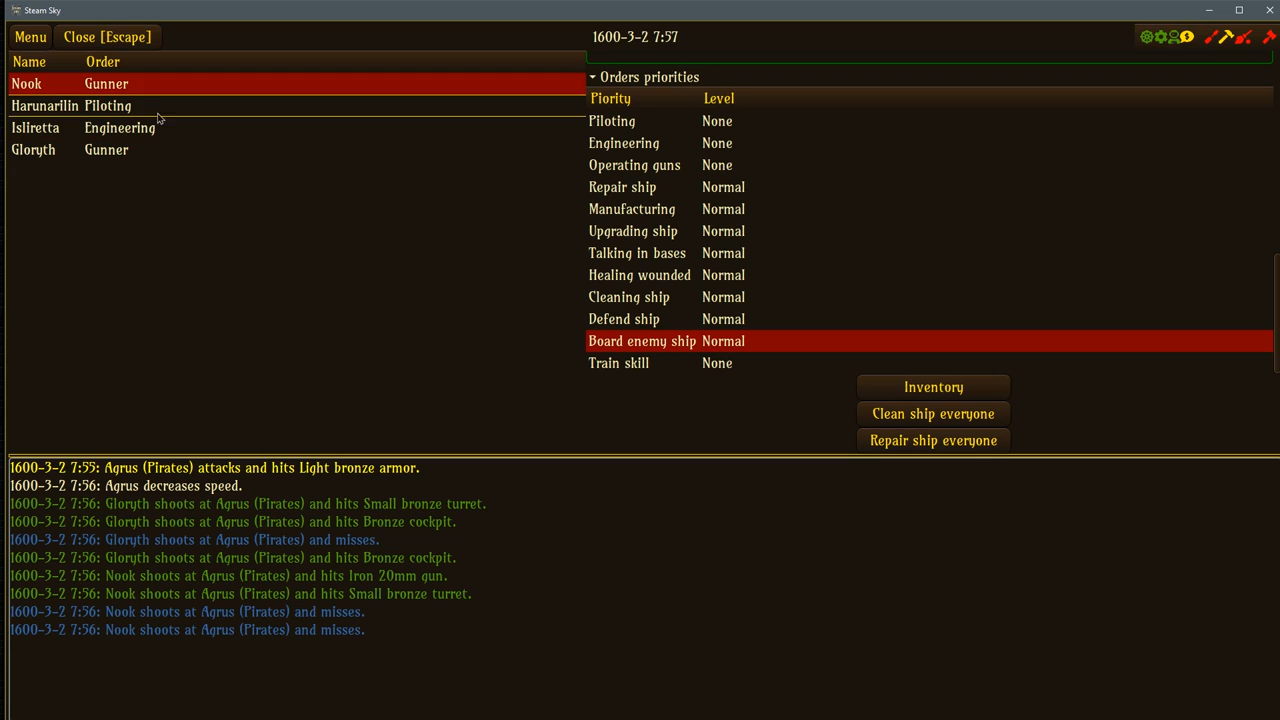 Steam Sky
Menu Close [Escape] 1600-3-2 7:57
Name Order
Nook Gunner
Harunarilin Piloting
Isliretta Engineering
Gloryth Gunner
Orders priorities
Piority Level
Piloting None
Engineering None
Operating guns None
Repair ship Normal
Manufacturing Normal
Upgrading ship Normal
Talking in bases Normal
Healing wounded Normal
Cleaning ship Normal
Defend ship Normal
Board enemy ship Normal
Train skill None
Inventory
Clean ship everyone
Repair ship everyone
1600-3-2 7:55: Agrus (Pirates) attacks and hits Light bronze armor.
1600-3-2 7:56: Agrus decreases speed.
1600-3-2 7:56: Gloryth shoots at Agrus (Pirates) and hits Small bronze turret.
1600-3-2 7:56: Gloryth shoots at Agrus (Pirates) and hits Bronze cockpit.
1600-3-2 7:56: Gloryth shoots at Agrus (Pirates) and misses.
1600-3-2 7:56: Gloryth shoots at Agrus (Pirates) and hits Bronze cockpit.
1600-3-2 7:56: Nook shoots at Agrus (Pirates) and hits Iron 20mm gun.
1600-3-2 7:56: Nook shoots at Agrus (Pirates) and hits Small bronze turret.
1600-3-2 7:56: Nook shoots at Agrus (Pirates) and misses.
1600-3-2 7:56: Nook shoots at Agrus (Pirates) and misses.